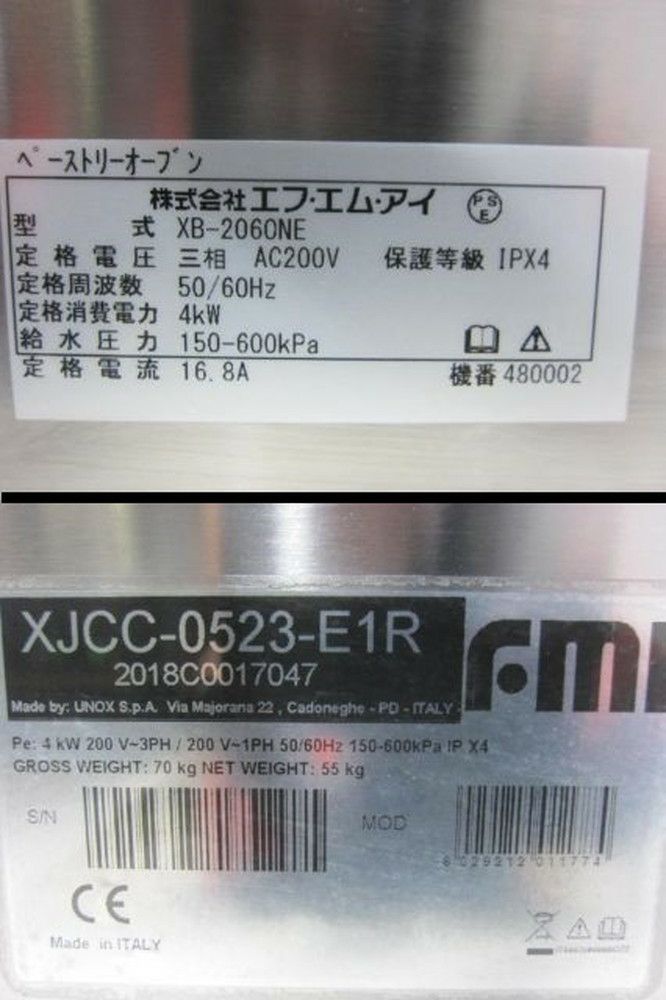 ペーストリーオーブン
株式会社エフ・エム・アイ PSE
型式 XB-2060NE
定格電圧 三相 AC200V 保護等級 IPX4
定格周波数 50/60Hz
定格消費電力 4kW
給水圧力 150-600kPa
定格電流 16.8A 機番 480002
XJCC-0523-E1R
2018C0017047
FMI
Made by: UNOX S.p.A. Via Majorana 22 , Cadoneghe - PD - ITALY -
Pe: 4 kW 200 V~3PH / 200 V~1PH 50/60Hz 150-600kPa IP X4
GROSS WEIGHT: 70 kg NET WEIGHT: 55 kg
S/N MOD
8 029212 011774
CE
Made in ITALY